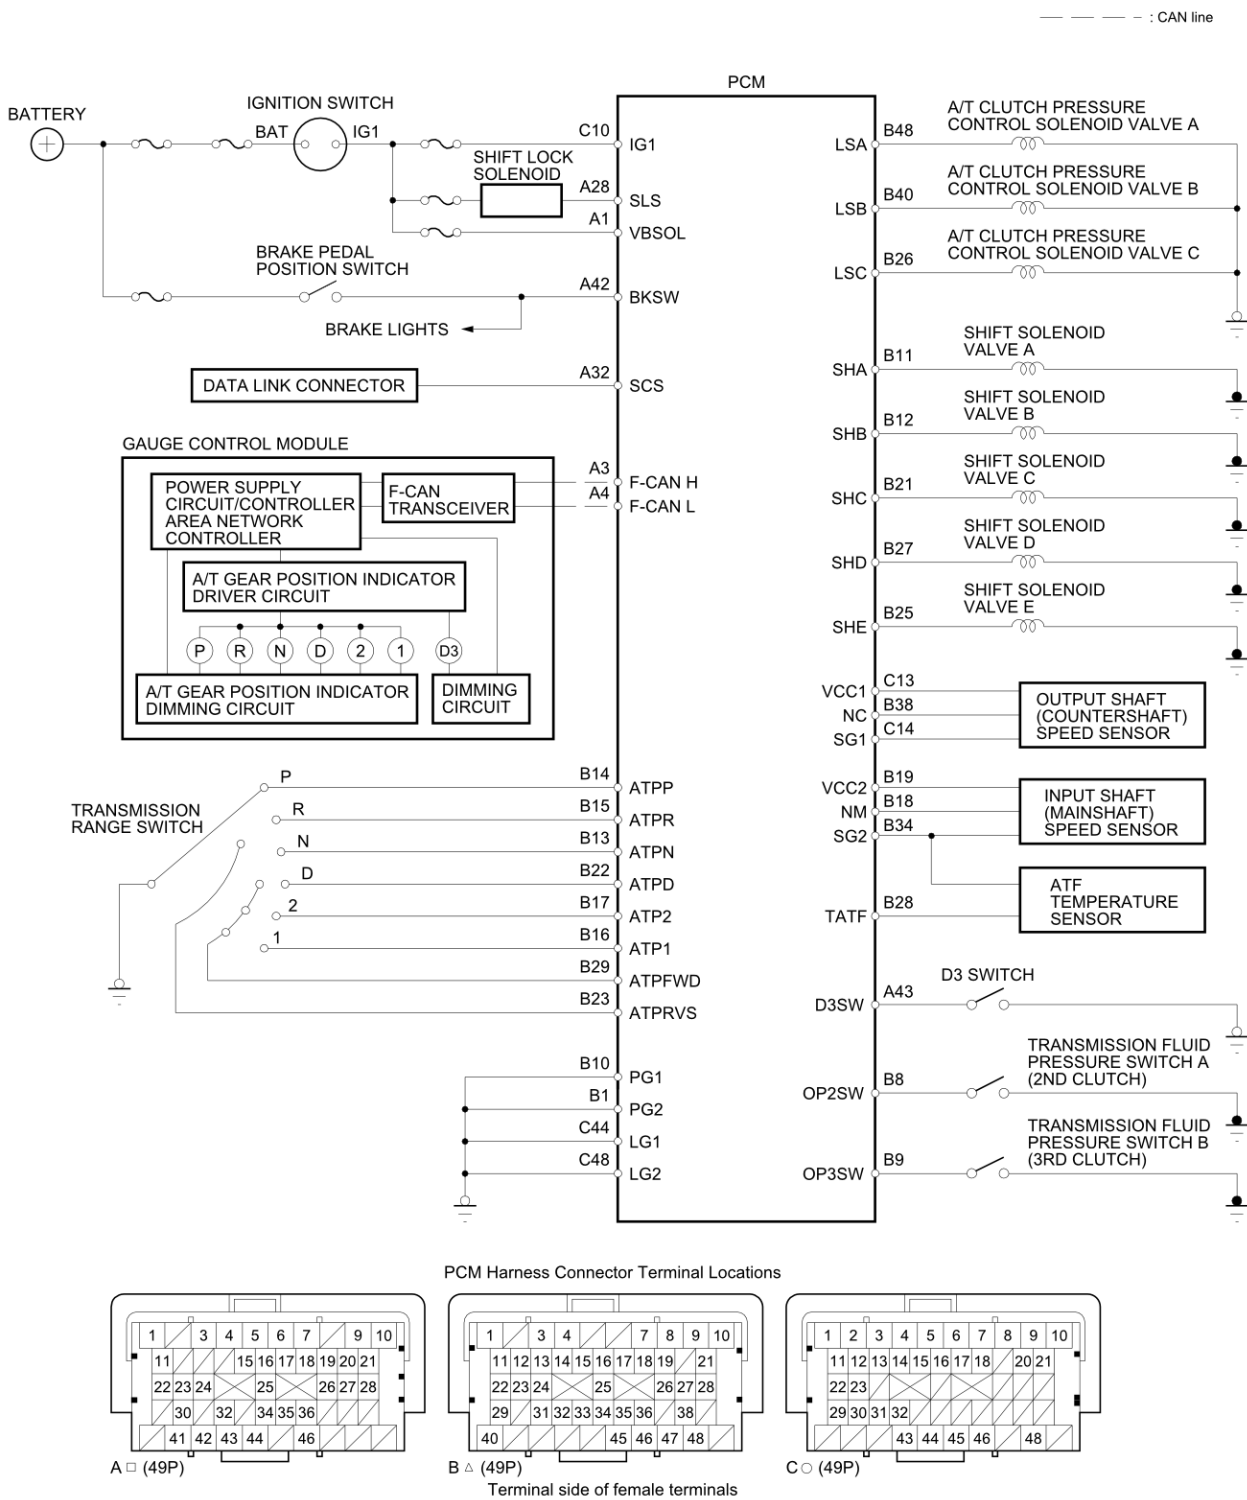 : CAN line
PCM
BATTERY
IGNITION SWITCH
BAT
IG1
C10
IG1
SHIFT LOCK
SOLENOID
A28
SLS
A1
VBSOL
BRAKE PEDAL
POSITION SWITCH
A42
BKSW
BRAKE LIGHTS
DATA LINK CONNECTOR
A32
SCS
GAUGE CONTROL MODULE
POWER SUPPLY
CIRCUIT/CONTROLLER
AREA NETWORK
CONTROLLER
F-CAN
TRANSCEIVER
A3
F-CAN H
A4
F-CAN L
A/T GEAR POSITION INDICATOR
DRIVER CIRCUIT
P R N D 2 1 D3
A/T GEAR POSITION INDICATOR
DIMMING CIRCUIT
DIMMING
CIRCUIT
TRANSMISSION
RANGE SWITCH
P
B14
ATPP
R
B15
ATPR
N
B13
ATPN
D
B22
ATPD
2
B17
ATP2
1
B16
ATP1
B29
ATPFWD
B23
ATPRVS
B10
PG1
B1
PG2
C44
LG1
C48
LG2
LSA
B48
A/T CLUTCH PRESSURE
CONTROL SOLENOID VALVE A
LSB
B40
A/T CLUTCH PRESSURE
CONTROL SOLENOID VALVE B
LSC
B26
A/T CLUTCH PRESSURE
CONTROL SOLENOID VALVE C
SHA
B11
SHIFT SOLENOID
VALVE A
SHB
B12
SHIFT SOLENOID
VALVE B
SHC
B21
SHIFT SOLENOID
VALVE C
SHD
B27
SHIFT SOLENOID
VALVE D
SHE
B25
SHIFT SOLENOID
VALVE E
VCC1
C13
NC
B38
SG1
C14
OUTPUT SHAFT
(COUNTERSHAFT)
SPEED SENSOR
VCC2
B19
NM
B18
SG2
B34
INPUT SHAFT
(MAINSHAFT)
SPEED SENSOR
ATF
TEMPERATURE
SENSOR
TATF
B28
D3SW
A43
D3 SWITCH
OP2SW
B8
TRANSMISSION FLUID
PRESSURE SWITCH A
(2ND CLUTCH)
OP3SW
B9
TRANSMISSION FLUID
PRESSURE SWITCH B
(3RD CLUTCH)
PCM Harness Connector Terminal Locations
1 3 4 5 6 7 9 10
11 15 16 17 18 19 20 21
22 23 24 25 26 27 28
30 32 34 35 36
41 42 43 44 46
A □ (49P)
1 3 4 7 8 9 10
11 12 13 14 15 16 17 18 19 21
22 23 24 25 26 27 28
29 31 32 33 34 35 36 38
40 45 46 47 48
B △ (49P)
1 2 3 4 5 6 7 8 9 10
11 12 13 14 15 16 17 18 20 21
22 23
29 30 31 32
43 44 45 46 48
C ○ (49P)
Terminal side of female terminals